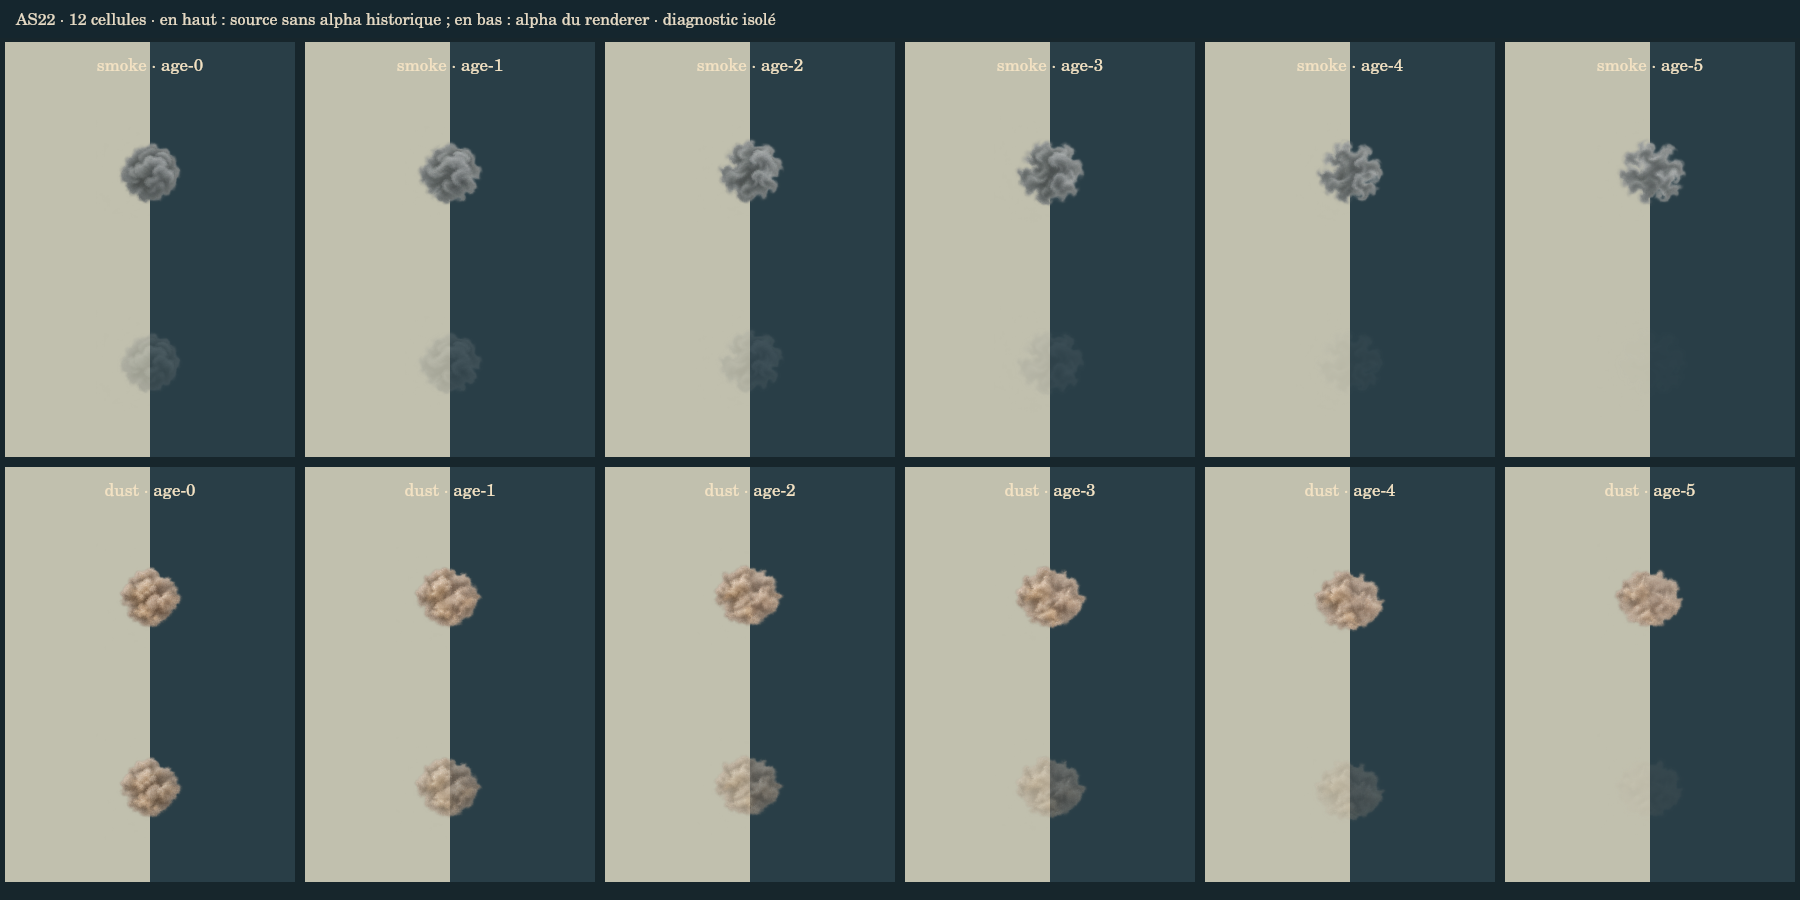 AS22 · 12 cellules · en haut : source sans alpha historique ; en bas : alpha du renderer · diagnostic isolé
smoke · age-0
smoke · age-1
smoke · age-2
smoke · age-3
smoke · age-4
smoke · age-5
dust · age-0
dust · age-1
dust · age-2
dust · age-3
dust · age-4
dust · age-5